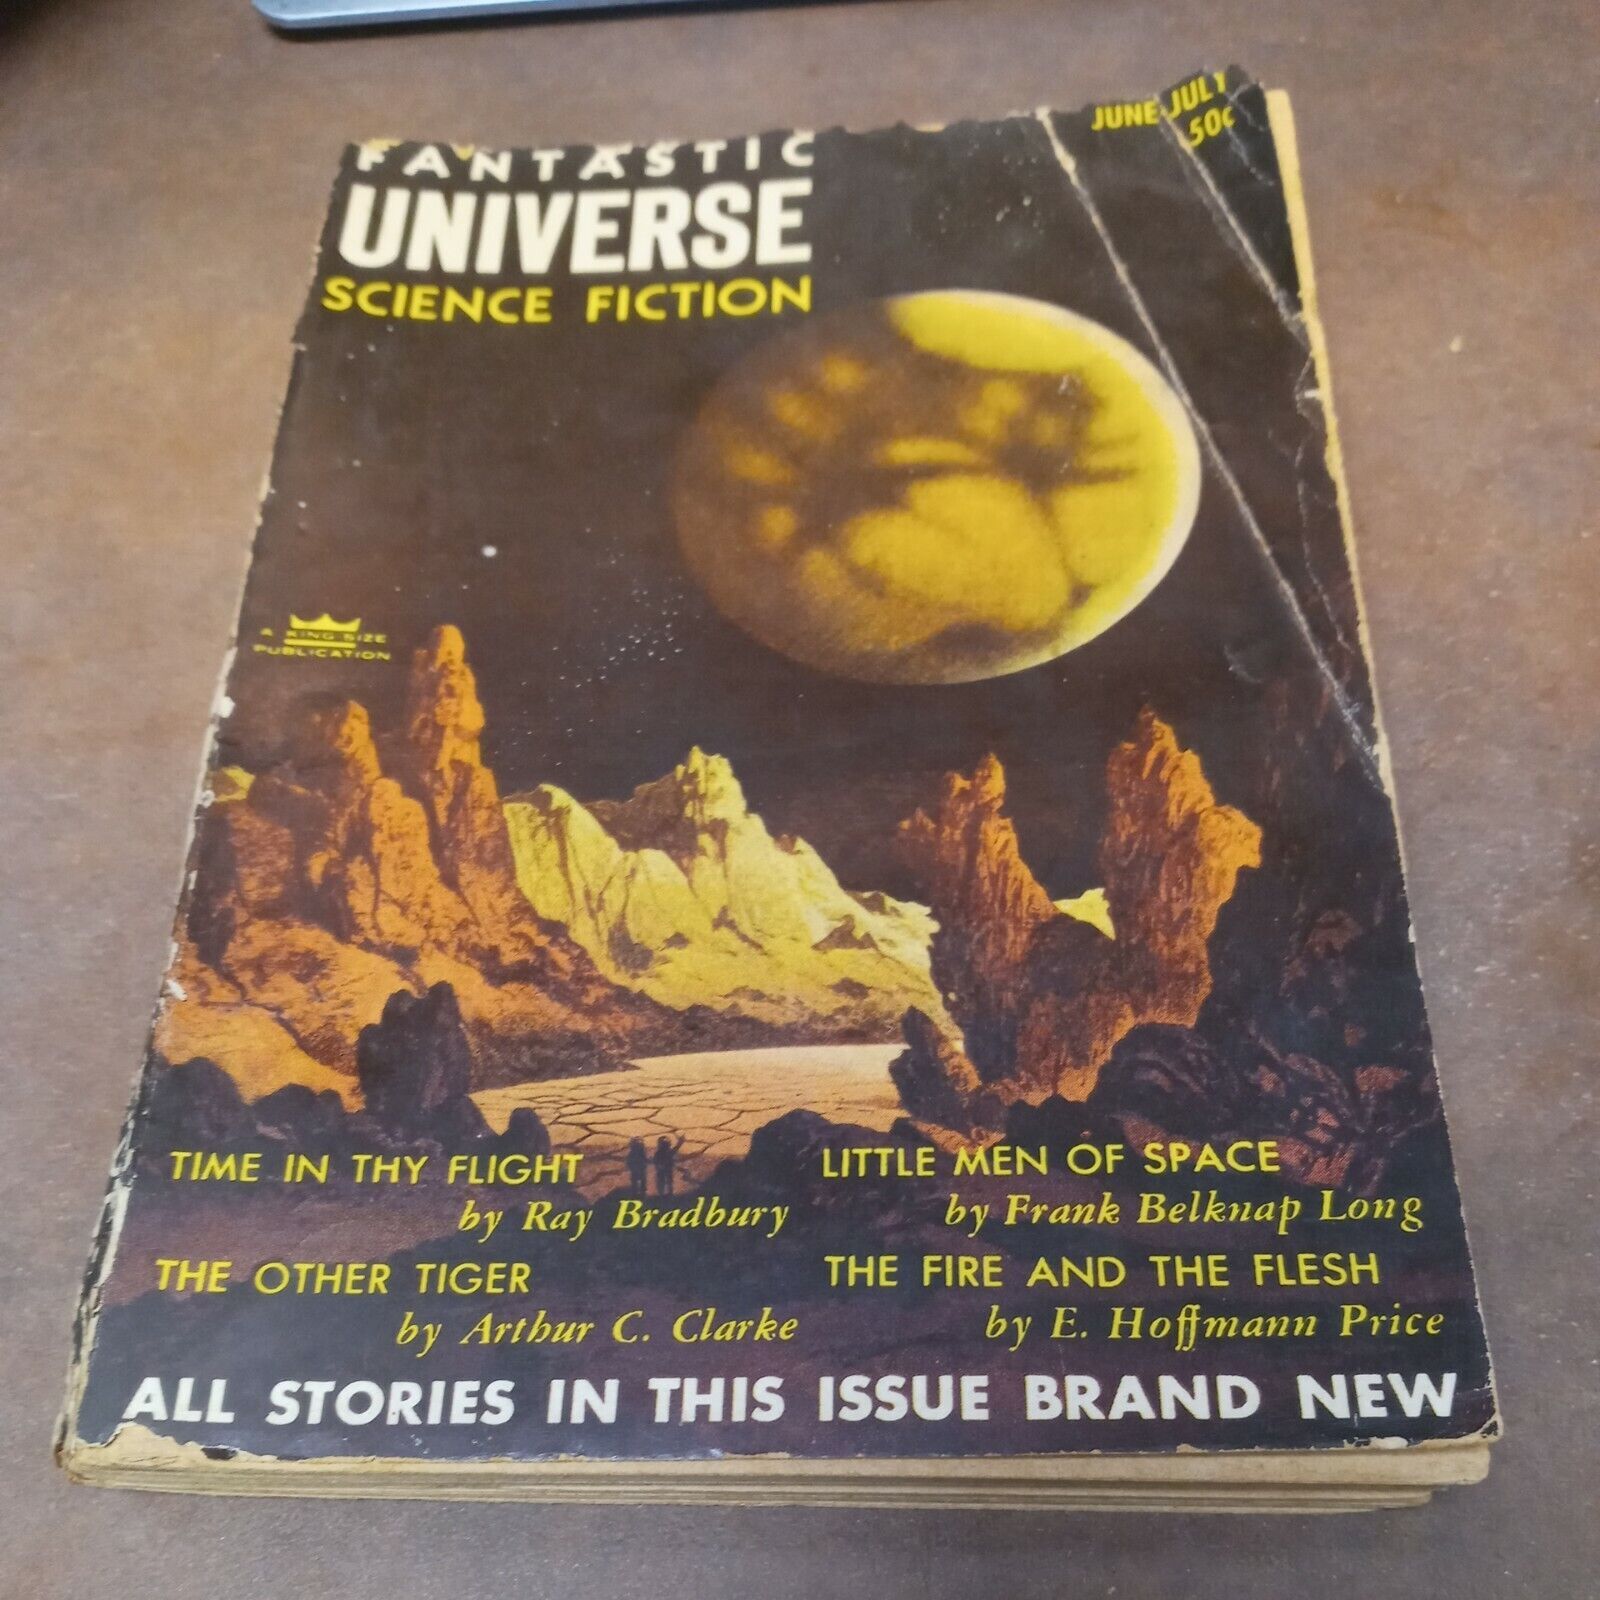 JUNE-JULY
50¢
FANTASTIC
UNIVERSE
SCIENCE FICTION
A KING SIZE
PUBLICATION
TIME IN THY FLIGHT
by Ray Bradbury
THE OTHER TIGER
by Arthur C. Clarke
LITTLE MEN OF SPACE
by Frank Belknap Long
THE FIRE AND THE FLESH
by E. Hoffmann Price
ALL STORIES IN THIS ISSUE BRAND NEW